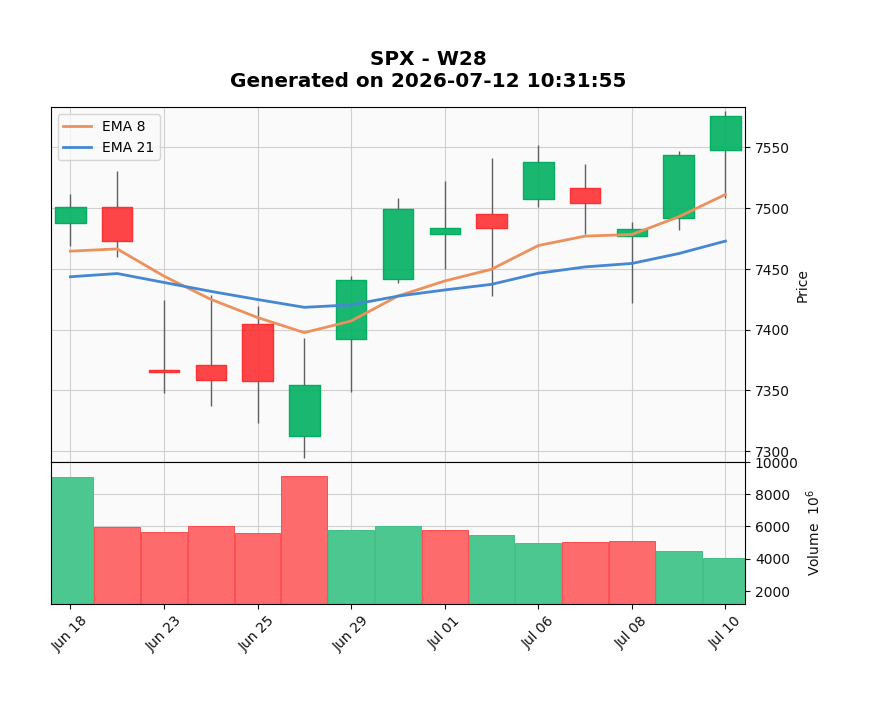 SPX - W28
Generated on 2026-07-12 10:31:55
EMA 8
EMA 21
7550
7500
7450
7400
7350
7300
Price
10000
8000
6000
4000
2000
Volume 10^6
Jun 18
Jun 23
Jun 25
Jun 29
Jul 01
Jul 06
Jul 08
Jul 10